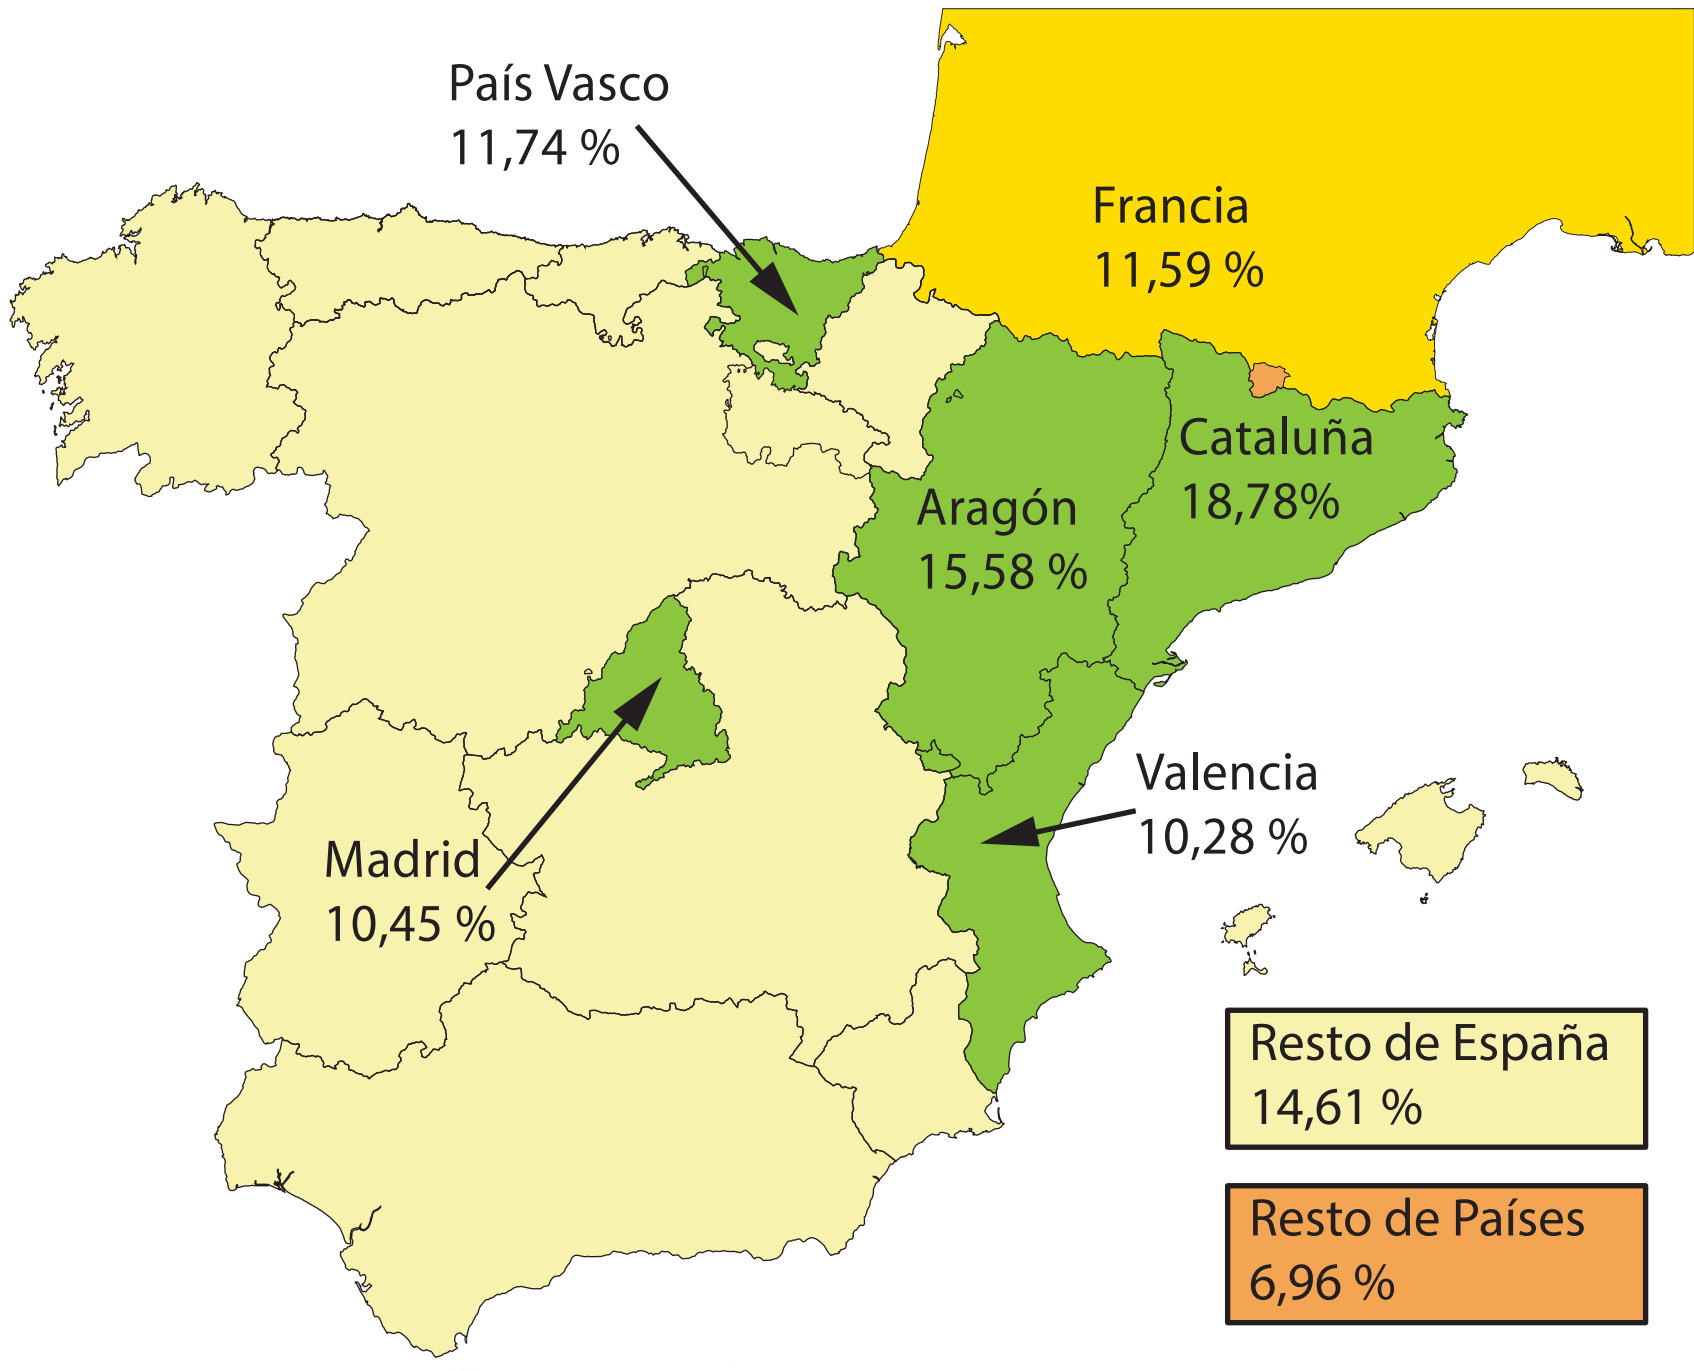 País Vasco
11,74 %
Francia
11,59 %
Cataluña
18,78%
Aragón
15,58 %
Valencia
10,28 %
Madrid
10,45 %
Resto de España
14,61 %
Resto de Países
6,96 %